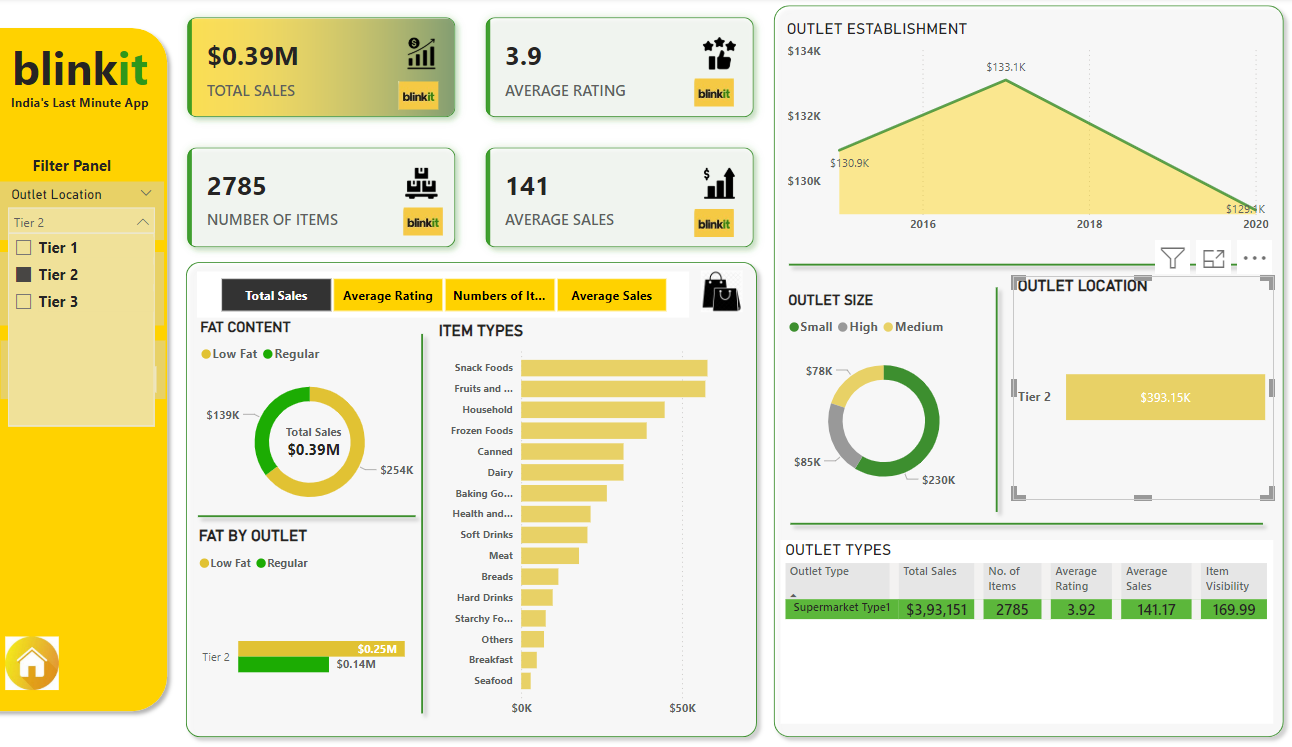 blinkit
India's Last Minute App
Filter Panel
Outlet Location
Tier 2
Tier 1
Tier 2
Tier 3
$0.39M
TOTAL SALES
blinkit
3.9
AVERAGE RATING
blinkit
2785
NUMBER OF ITEMS
blinkit
141
AVERAGE SALES
blinkit
Total Sales Average Rating Numbers of It... Average Sales
FAT CONTENT
Low Fat Regular
$139K
Total Sales
$0.39M
$254K
FAT BY OUTLET
Low Fat Regular
Tier 2
$0.25M
$0.14M
ITEM TYPES
Snack Foods
Fruits and ...
Household
Frozen Foods
Canned
Dairy
Baking Go...
Health and...
Soft Drinks
Meat
Breads
Hard Drinks
Starchy Fo...
Others
Breakfast
Seafood
$0K $50K
OUTLET ESTABLISHMENT
$134K
$133.1K
$132K
$130.9K
$130K
$129.1K
2016 2018 2020
OUTLET SIZE
Small High Medium
$78K
$85K
$230K
OUTLET LOCATION
Tier 2 $393.15K
OUTLET TYPES
Outlet Type Total Sales No. of Items Average Rating Average Sales Item Visibility
Supermarket Type1 $3,93,151 2785 3.92 141.17 169.99